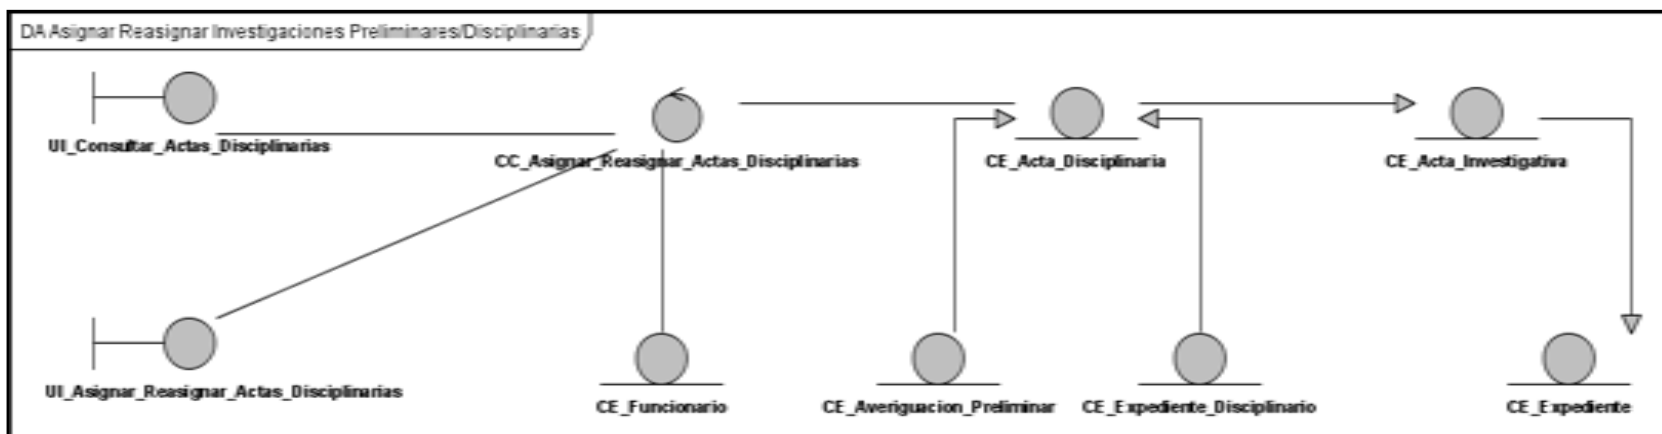 DA Asignar Reasignar Investigaciones Preliminares/Disciplinarias
UI_Consultar_Actas_Disciplinarias
CC_Asignar_Reasignar_Actas_Disciplinarias
CE_Acta_Disciplinaria
CE_Acta_Investigativa
UI_Asignar_Reasignar_Actas_Disciplinarias
CE_Funcionario
CE_Averiguacion_Preliminar
CE_Expediente_Disciplinario
CE_Expediente